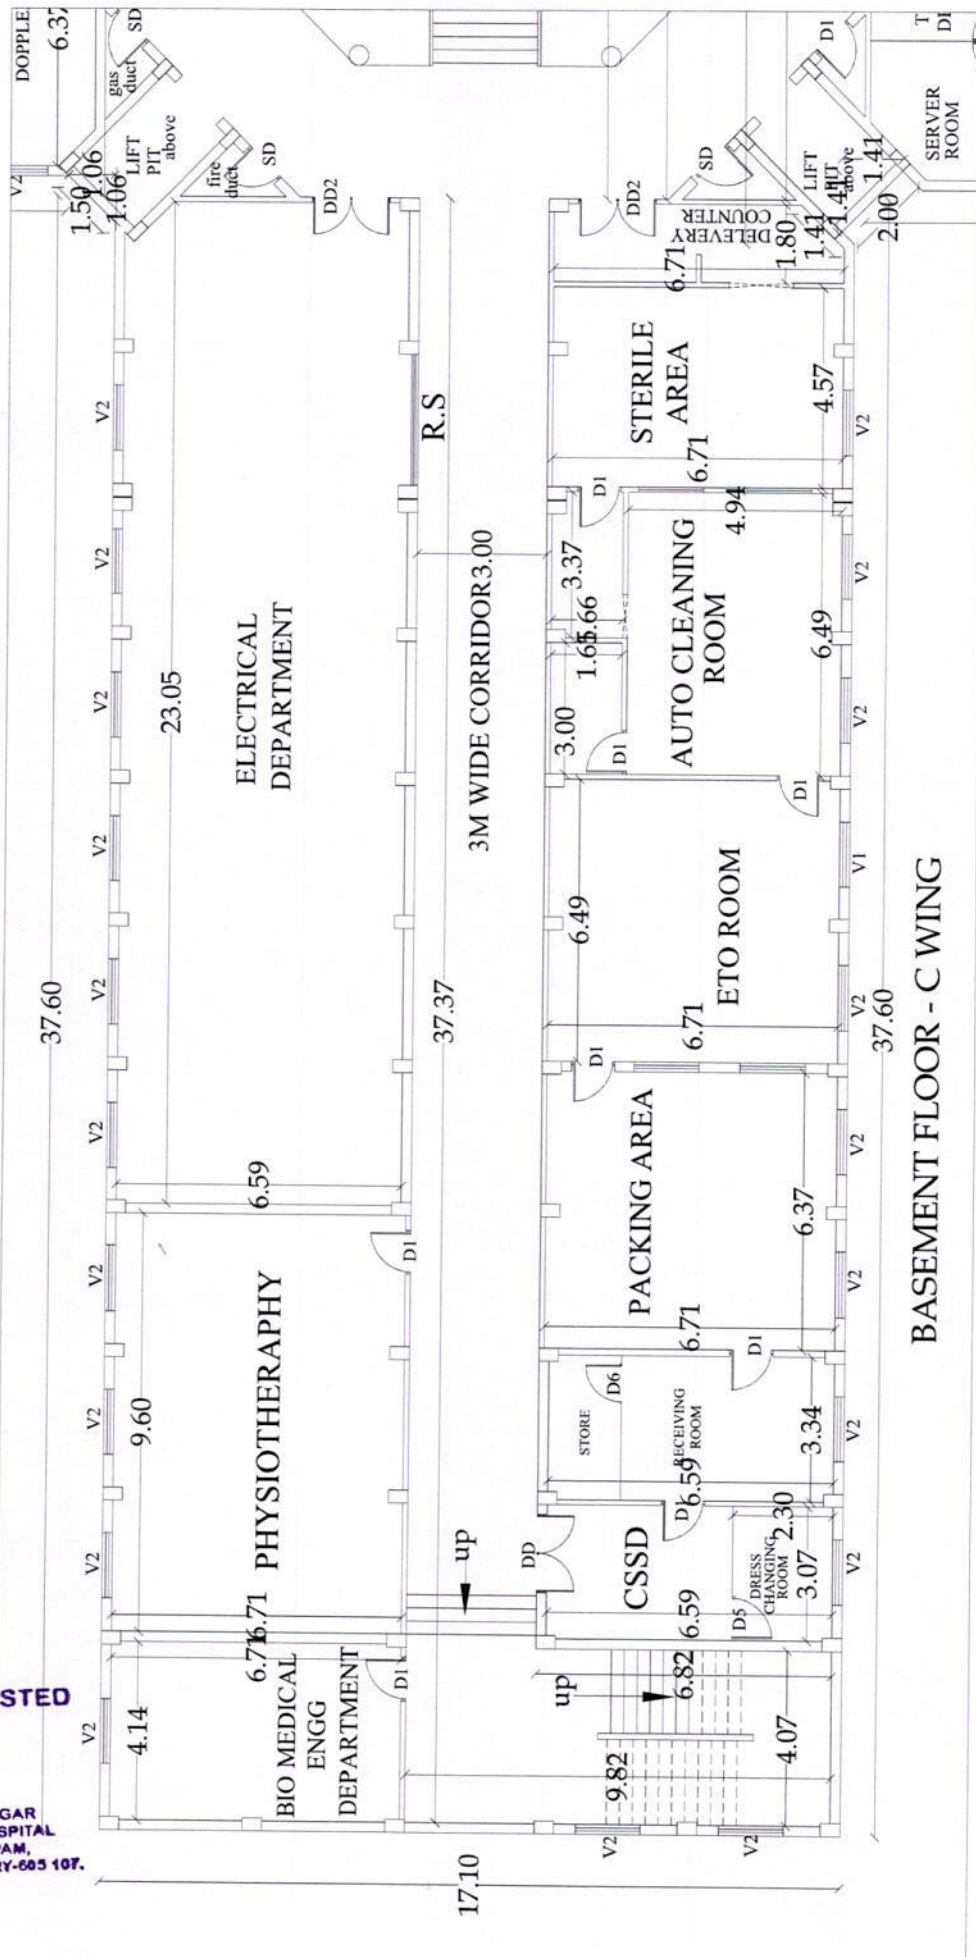 DOPPLE
6.37
SD
gas
duct
LIFT
PIT
above
V2
1.50
1.06
1.06
fire
duct
SD
DD2
DD2
SD
D1
T
SERVER
ROOM
LIFT
PIT
above
1.41
1.41
2.00
DELEVERY
COUNTER
1.80
6.71
STERILE
AREA
6.71
4.57
V2
V2
R.S
V2
V2
V2
V2
V2
37.60
23.05
ELECTRICAL
DEPARTMENT
6.59
3M WIDE CORRIDOR3.00
37.37
D1
3.37
1.66
1.65
3.00
D1
4.94
AUTO CLEANING
ROOM
6.49
V2
V2
D1
6.49
ETO ROOM
6.71
V1
V2
37.60
D1
PACKING AREA
6.37
6.71
V2
V2
D1
V2
V2
V2
9.60
PHYSIOTHERAPHY
D1
6.71
STORE
D6
RECEIVING
ROOM
6.59
3.34
V2
D1
up
DD
CSSD
6.59
DRESS
CHANGING
ROOM
D5
2.30
3.07
V2
6.71
BIO MEDICAL
ENGG
DEPARTMENT
D1
4.14
V2
up
6.82
9.82
4.07
V2
V2
17.10
BASEMENT FLOOR - C WING
STED
GAR
SPITAL
PAM,
RY-605 107.